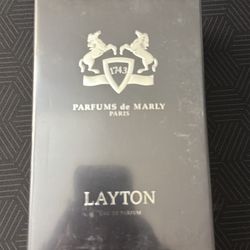 1743
PARFUMS de MARLY
PARIS
LAYTON
EAU DE PARFUM